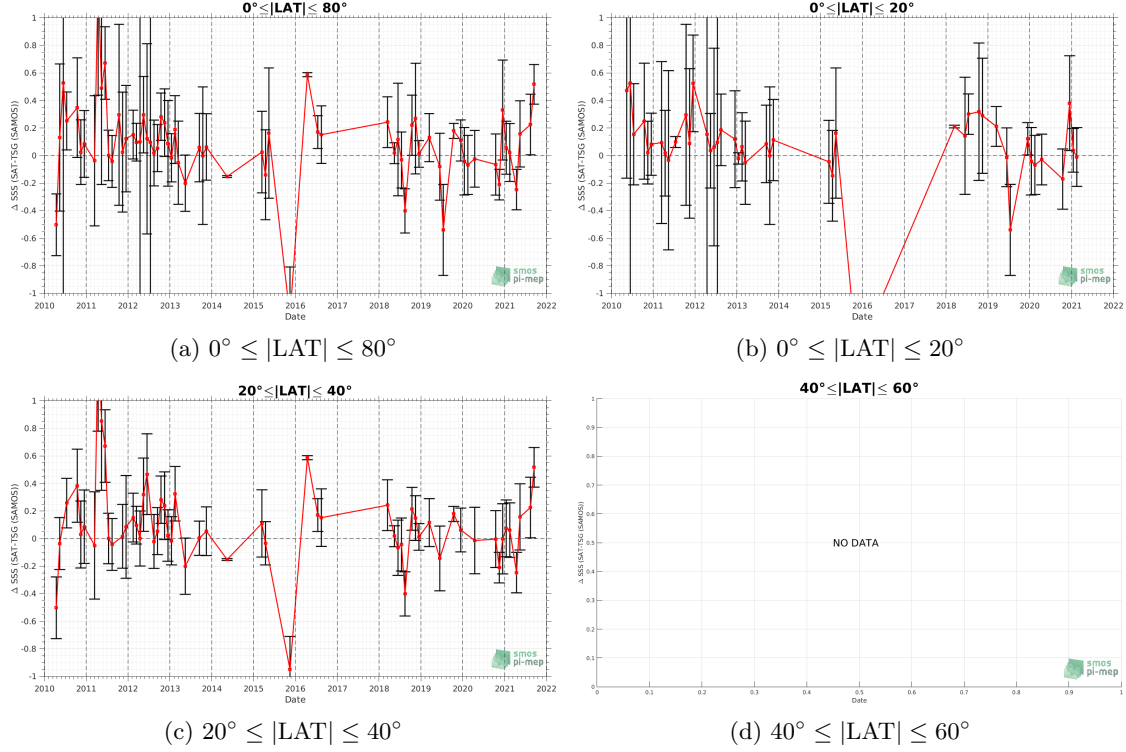 0°≤|LAT|≤ 80°
Δ SSS (SAT-TSG (SAMOS))
1
0.8
0.6
0.4
0.2
0
-0.2
-0.4
-0.6
-0.8
-1
2010 2011 2012 2013 2014 2015 2016 2017 2018 2019 2020 2021 2022
Date
smos
pi-mep
(a) 0° ≤ |LAT| ≤ 80°
0°≤|LAT|≤ 20°
Δ SSS (SAT-TSG (SAMOS))
1
0.8
0.6
0.4
0.2
0
-0.2
-0.4
-0.6
-0.8
-1
2010 2011 2012 2013 2014 2015 2016 2017 2018 2019 2020 2021 2022
Date
smos
pi-mep
(b) 0° ≤ |LAT| ≤ 20°
20°≤|LAT|≤ 40°
Δ SSS (SAT-TSG (SAMOS))
1
0.8
0.6
0.4
0.2
0
-0.2
-0.4
-0.6
-0.8
-1
2010 2011 2012 2013 2014 2015 2016 2017 2018 2019 2020 2021 2022
Date
smos
pi-mep
(c) 20° ≤ |LAT| ≤ 40°
40°≤|LAT|≤ 60°
Δ SSS (SAT-TSG (SAMOS))
1
0.9
0.8
0.7
0.6
0.5
0.4
0.3
0.2
0.1
0
NO DATA
0 0.1 0.2 0.3 0.4 0.5 0.6 0.7 0.8 0.9 1
Date
smos
pi-mep
(d) 40° ≤ |LAT| ≤ 60°